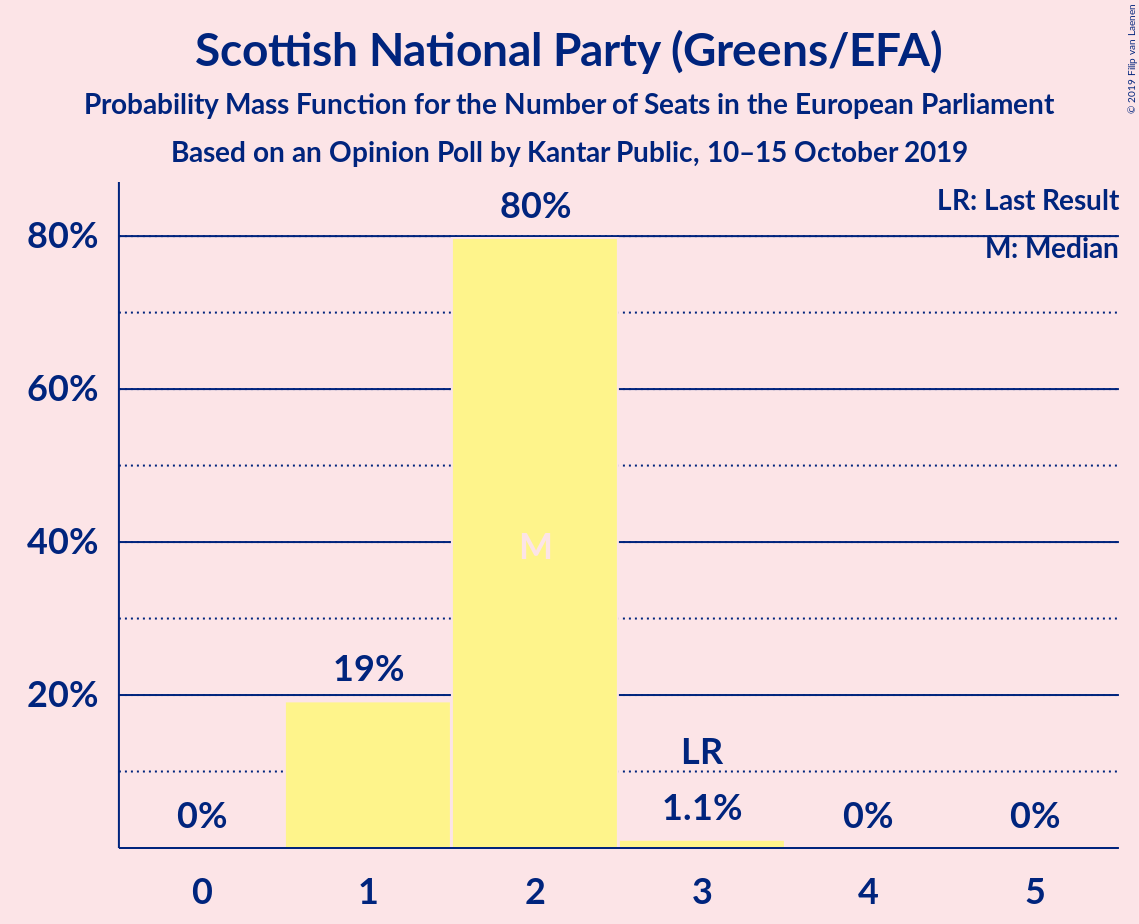 Scottish National Party (Greens/EFA)
Probability Mass Function for the Number of Seats in the European Parliament
Based on an Opinion Poll by Kantar Public, 10–15 October 2019
© 2019 Filip van Laenen
LR: Last Result
M: Median
80%
60%
40%
20%
0%
19%
80%
M
LR
1.1%
0%
0%
0 1 2 3 4 5